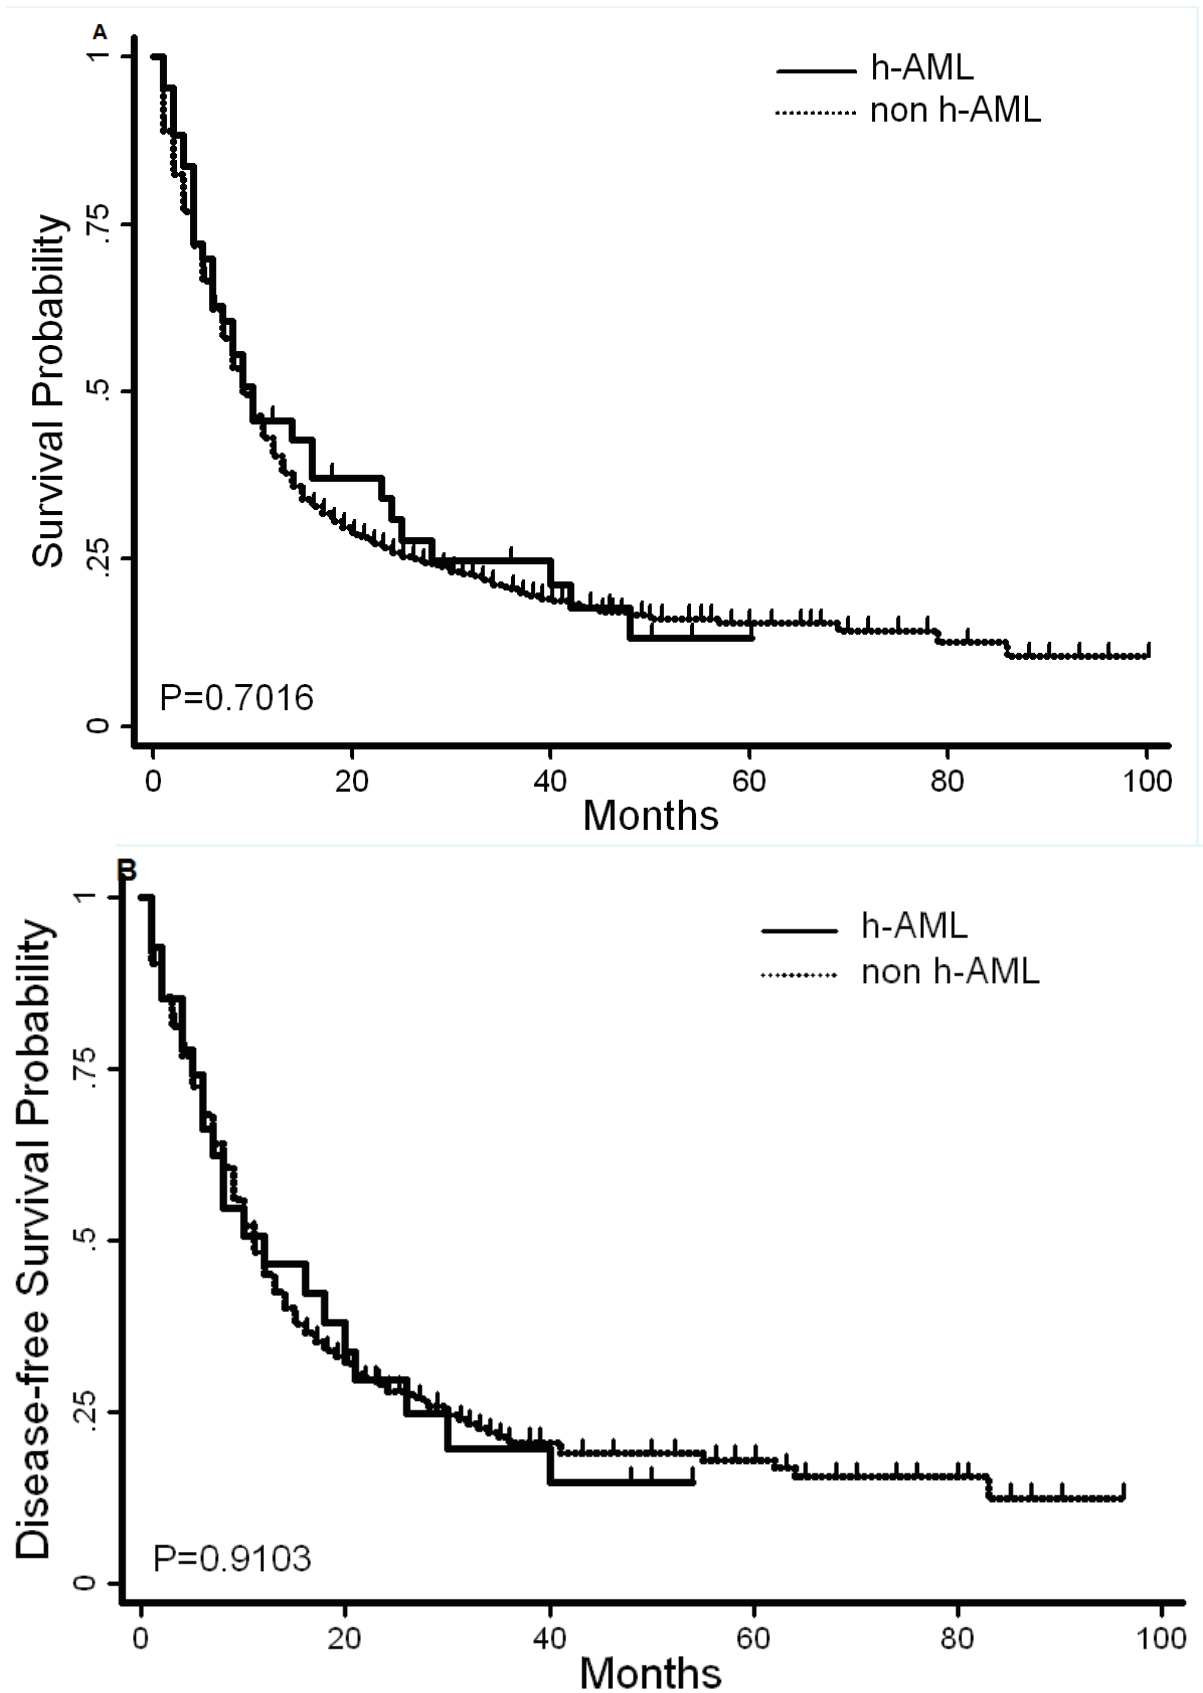 A
h-AML
non h-AML
Survival Probability
1
.75
.5
.25
0
P=0.7016
0 20 40 60 80 100
Months
B
h-AML
non h-AML
Disease-free Survival Probability
1
.75
.5
.25
0
P=0.9103
0 20 40 60 80 100
Months